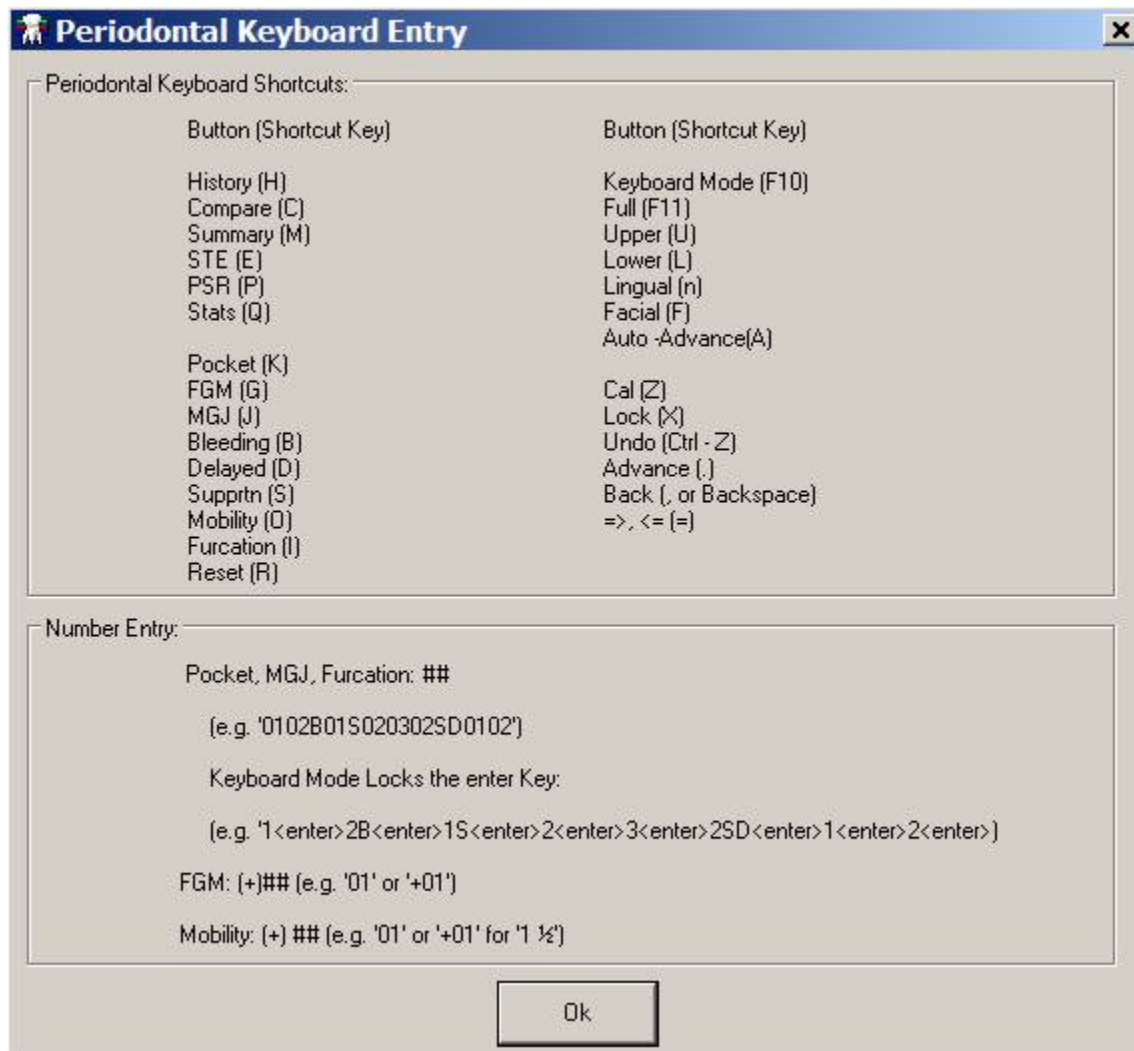 Periodontal Keyboard Entry
Periodontal Keyboard Shortcuts:
Button (Shortcut Key)
History (H)
Compare (C)
Summary (M)
STE (E)
PSR (P)
Stats (Q)
Pocket (K)
FGM (G)
MGJ (J)
Bleeding (B)
Delayed (D)
Supprtn (S)
Mobility (O)
Furcation (I)
Reset (R)
Button (Shortcut Key)
Keyboard Mode (F10)
Full (F11)
Upper (U)
Lower (L)
Lingual (n)
Facial (F)
Auto -Advance(A)
Cal (Z)
Lock (X)
Undo (Ctrl - Z)
Advance (.)
Back (, or Backspace)
=>, <= (=)
Number Entry:
Pocket, MGJ, Furcation: ##
(e.g. '0102B01S020302SD0102')
Keyboard Mode Locks the enter Key:
(e.g. '1<enter>2B<enter>1S<enter>2<enter>3<enter>2SD<enter>1<enter>2<enter>)
FGM: (+)## (e.g. '01' or '+01')
Mobility: (+) ## (e.g. '01' or '+01' for '1 ½')
Ok